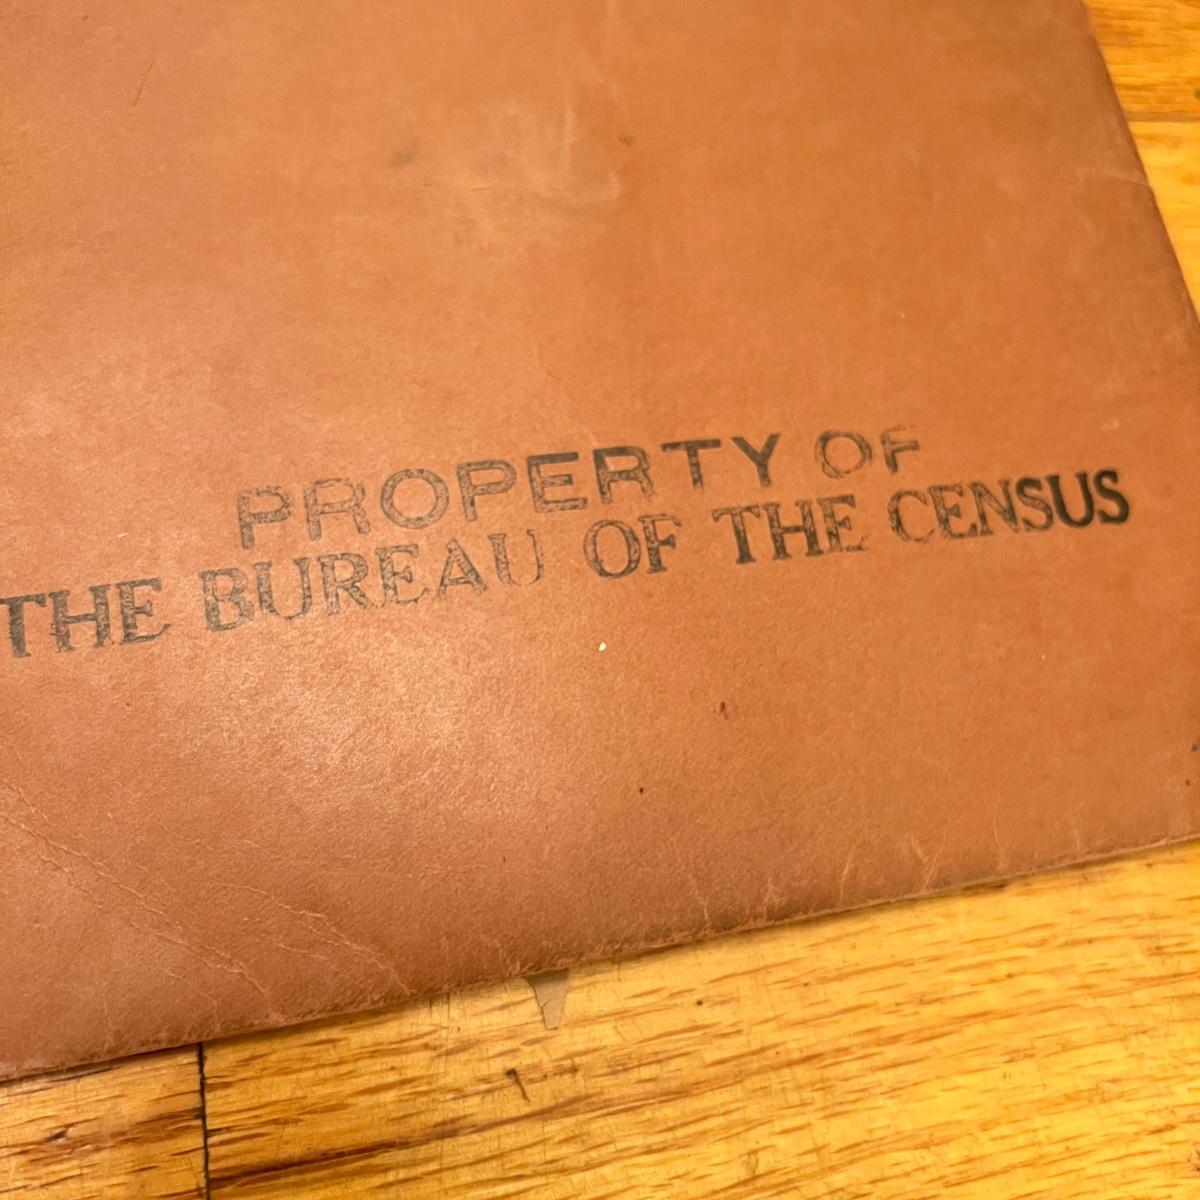 PROPERTY OF
THE BUREAU OF THE CENSUS